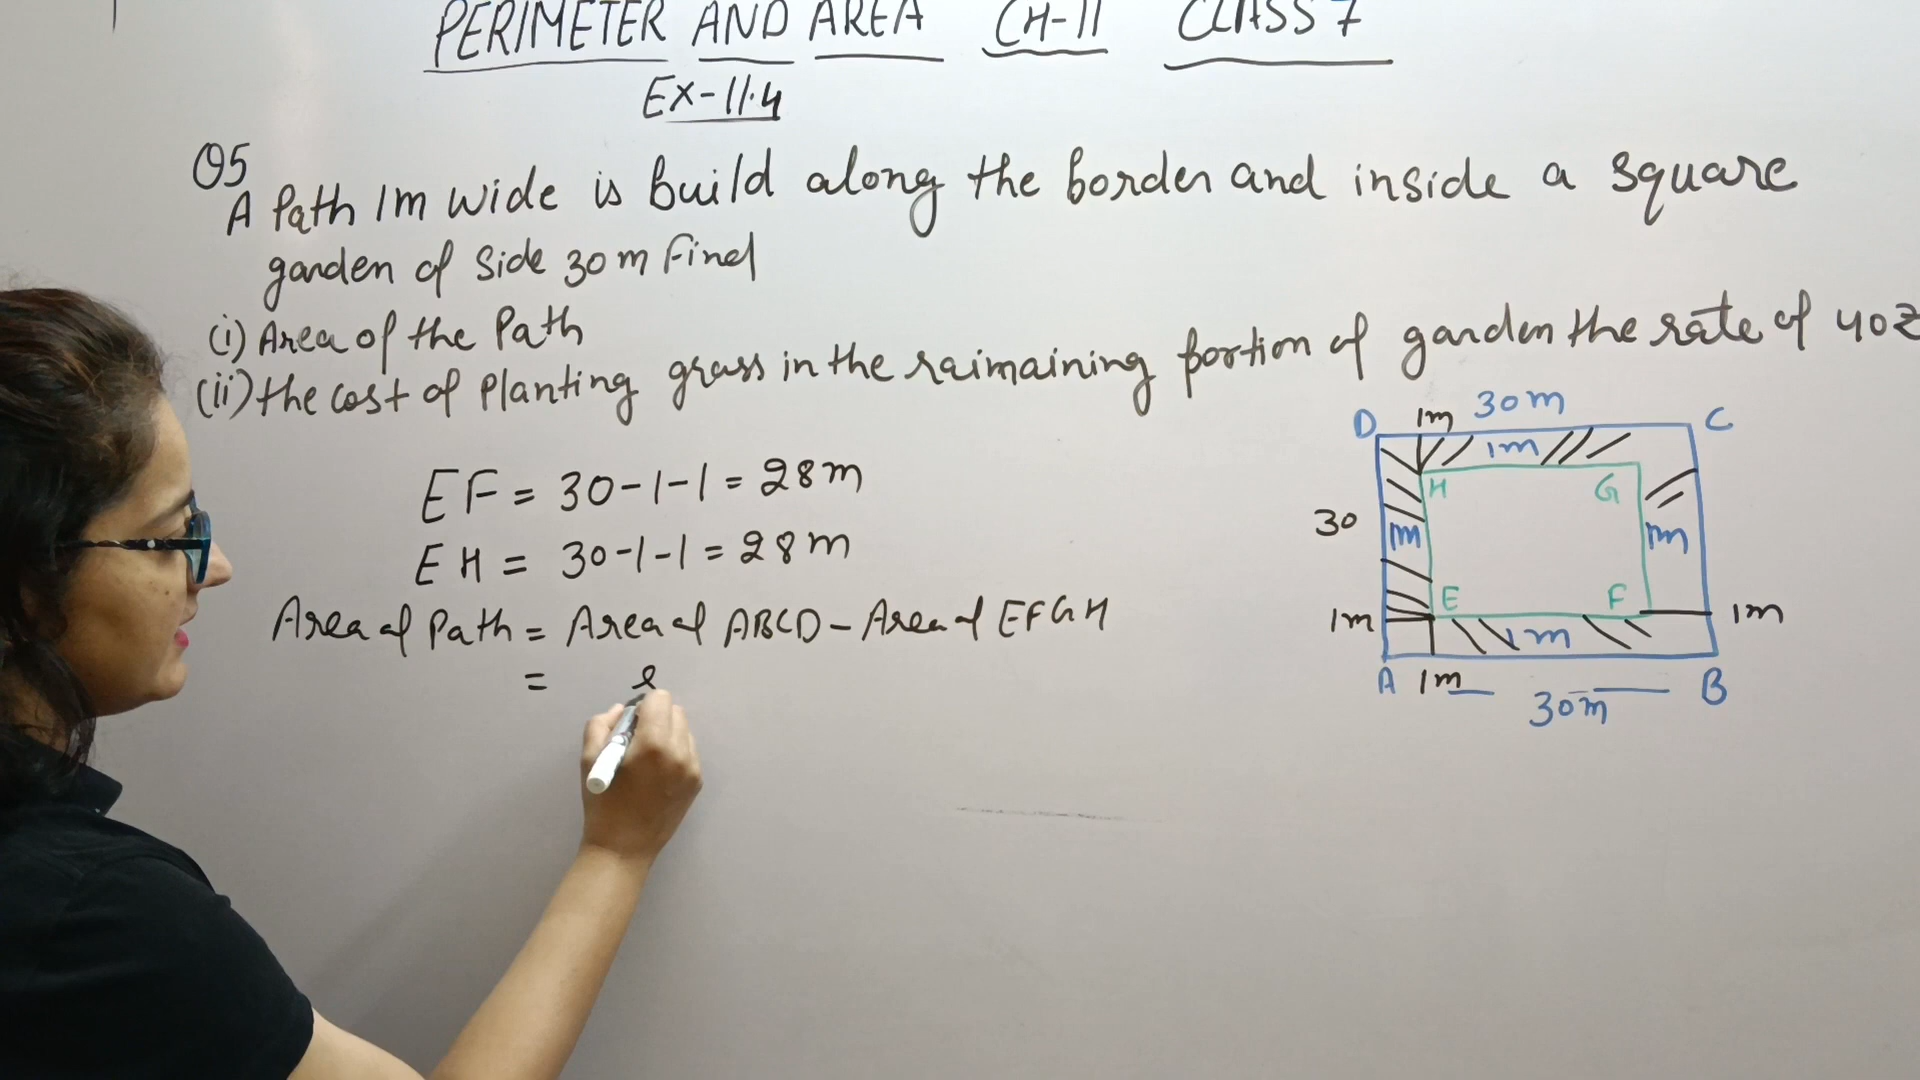 PERIMETER AND AREA CH-11 CLASS 7
EX-11.4
Q5
A Path 1m wide is build along the border and inside a square
garden of side 30m Find
(i) Area of the Path
(ii) the cost of planting grass in the raimaining portion of garden the rate of 40₹
EF = 30-1-1 = 28m
EH = 30-1-1 = 28m
Area of Path = Area of ABCD - Area of EFGH
=
D 1m 30m C
1m
H G
30 1m 1m
E F
1m 1m 1m
A 1m 30m B